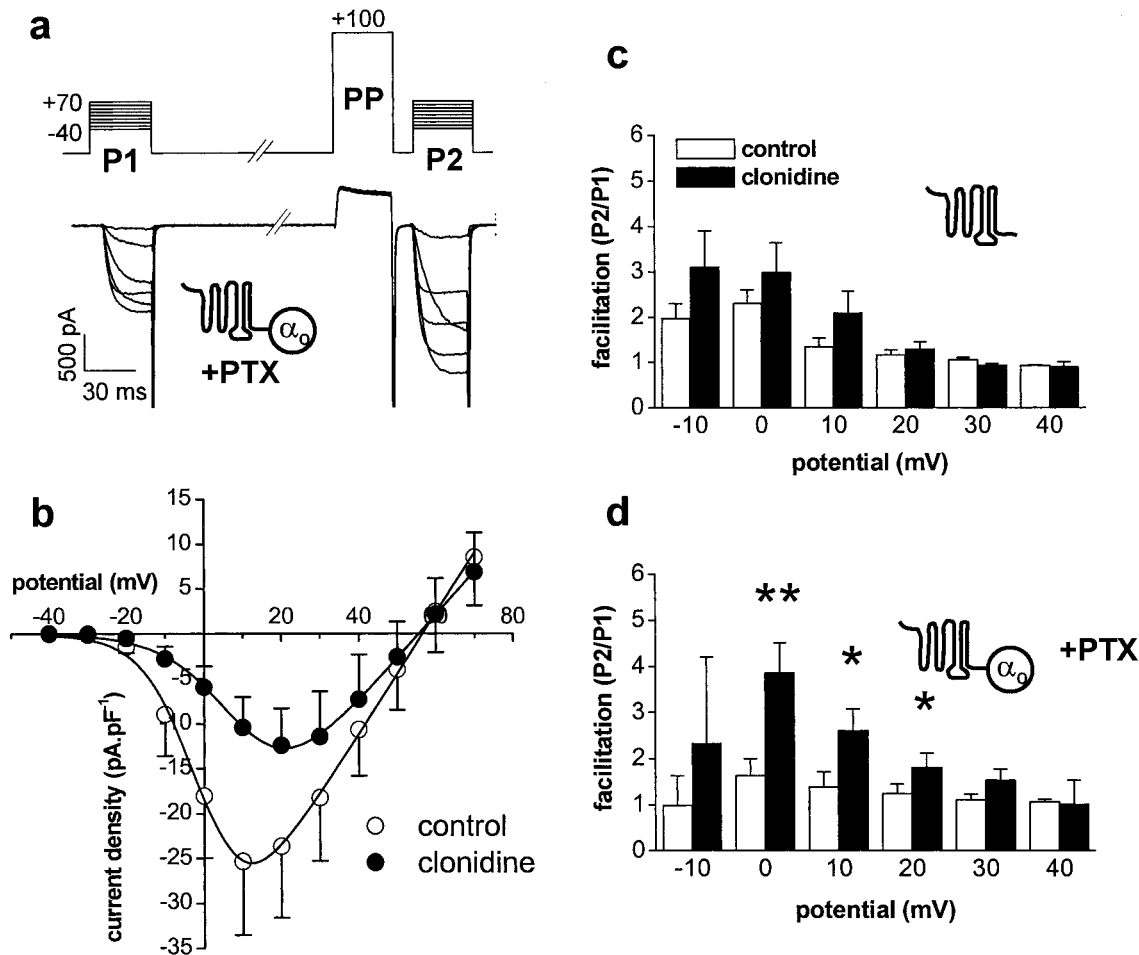 a
+100
+70
-40
P1
PP
P2
500 pA
30 ms
αo
+PTX
b
15
10
5
-5
-10
-15
-20
-25
-30
-35
potential (mV)
-40
-20
0
20
40
60
80
current density (pA.pF-1)
control
clonidine
c
6
5
4
3
2
1
0
facilitation (P2/P1)
control
clonidine
-10 0 10 20 30 40
potential (mV)
d
6
5
4
3
2
1
0
facilitation (P2/P1)
**
*
*
αo
+PTX
-10 0 10 20 30 40
potential (mV)